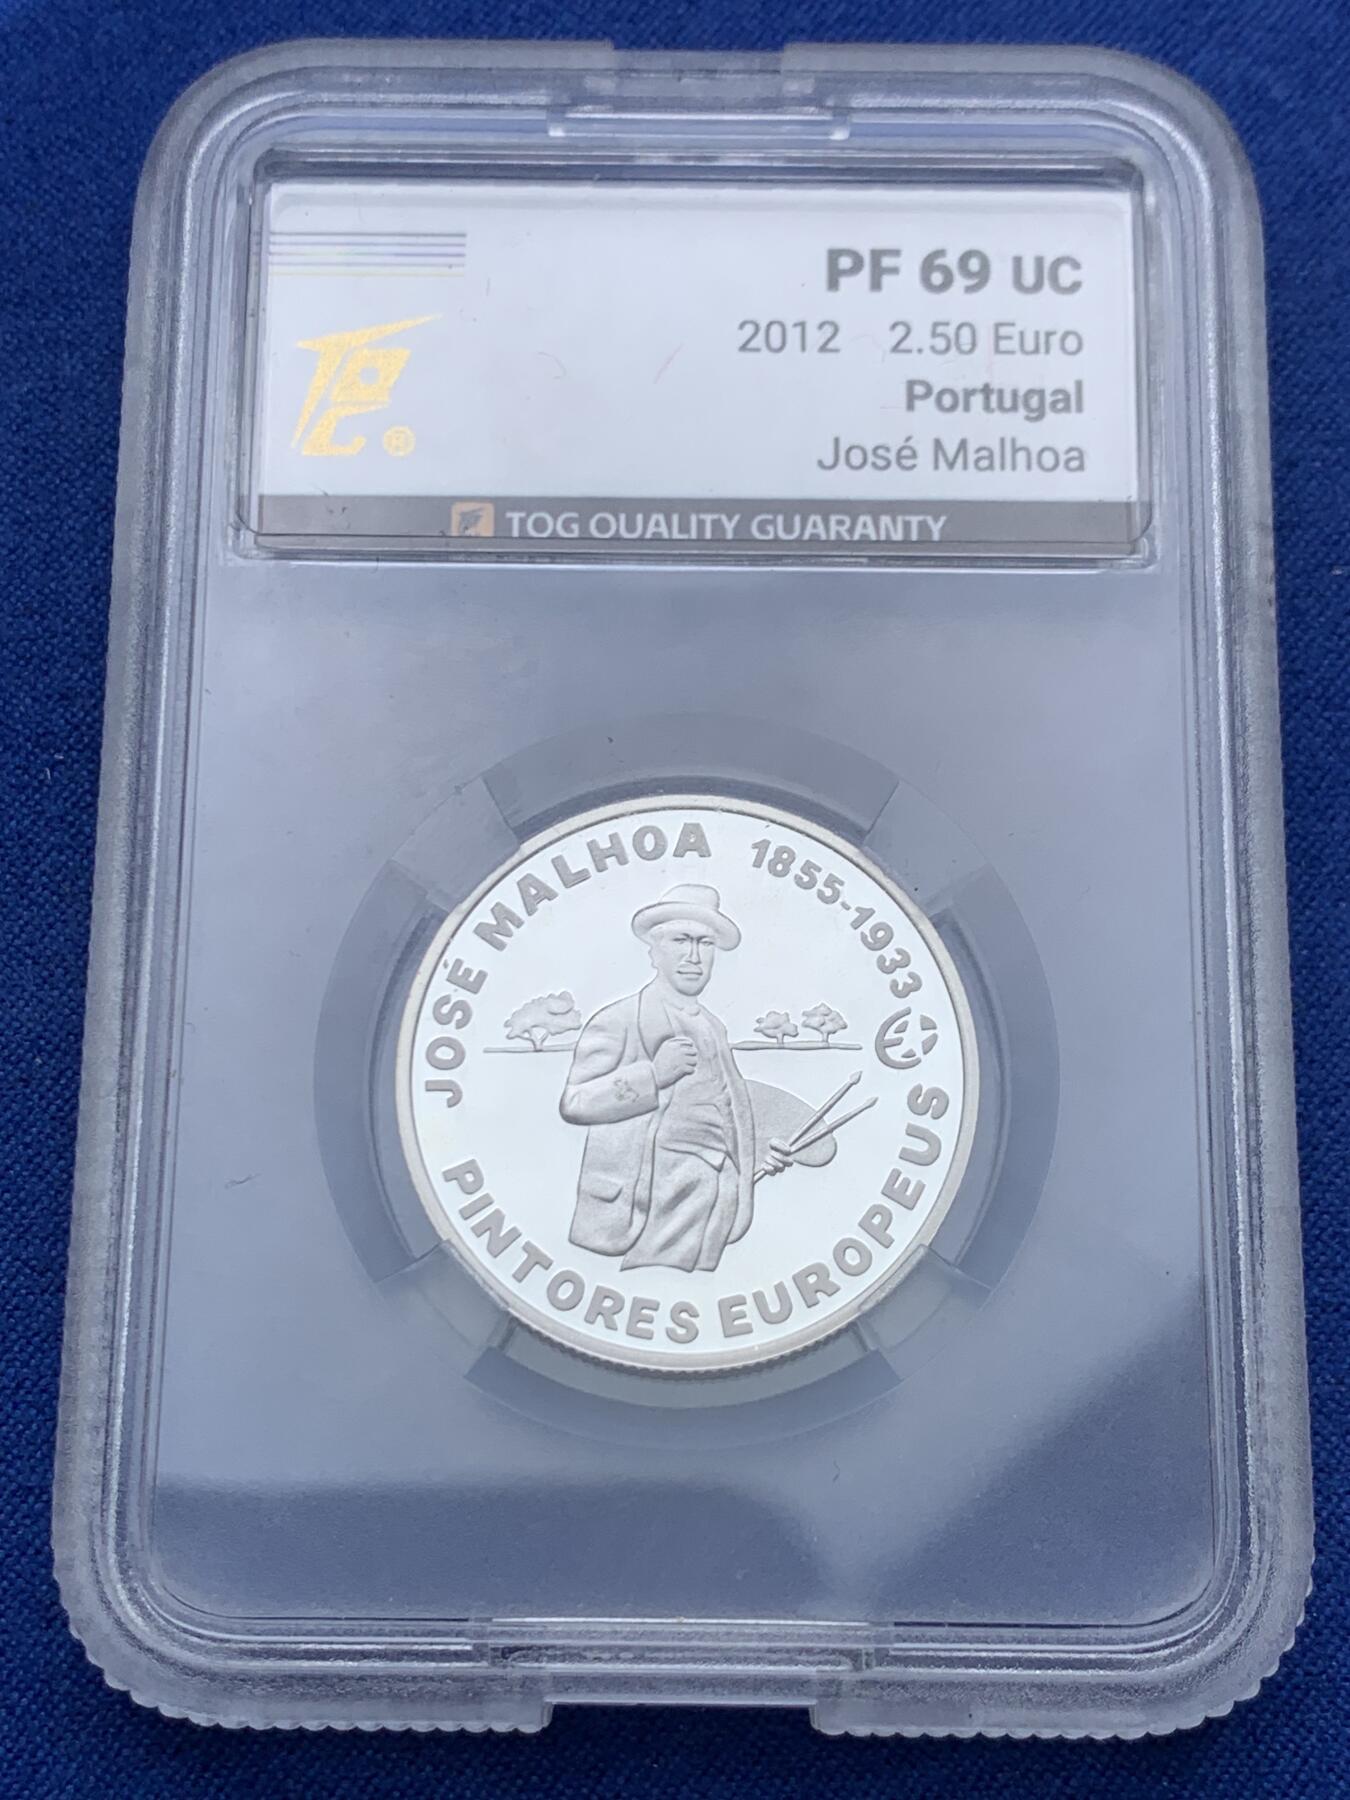 PF 69 UC
2012 2.50 Euro
Portugal
José Malhoa
TOG
®
TOG QUALITY GUARANTY
JOSÉ MALHOA 1855-1933
PINTORES EUROPEUS